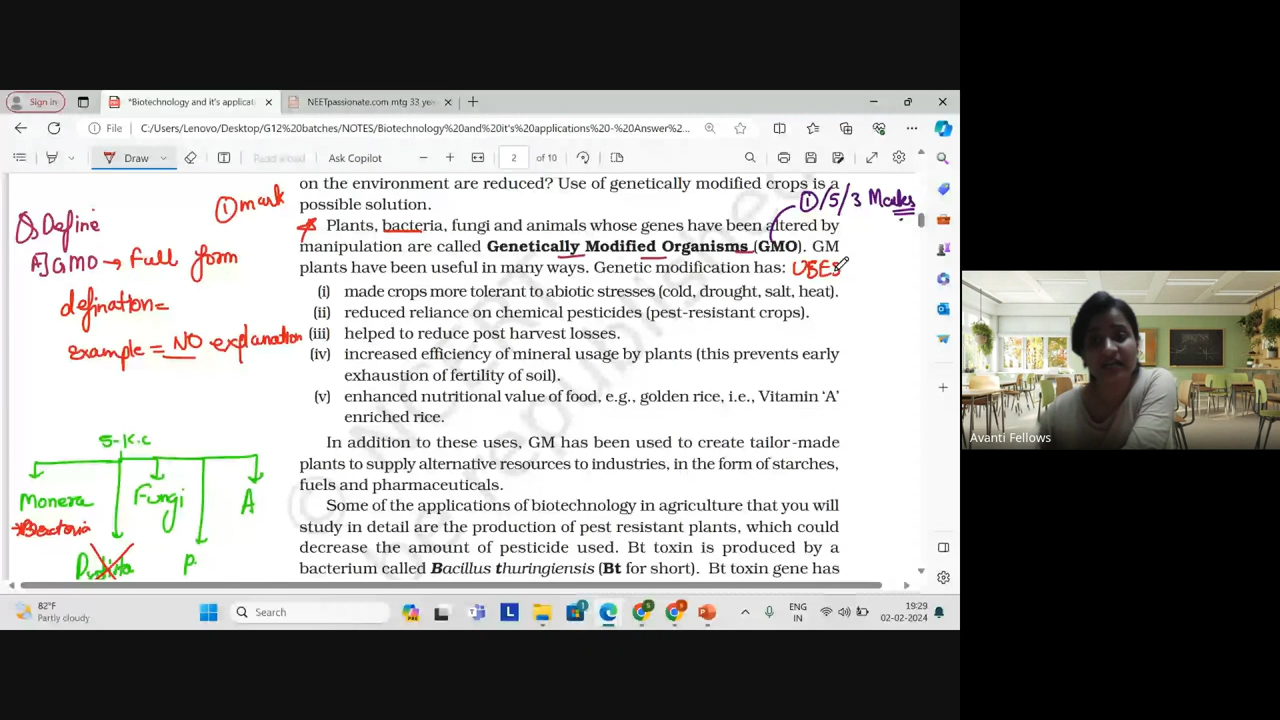 Sign in
*Biotechnology and it's applicati
NEETpassionate.com mtg 33 ye
File
C:/Users/Lenovo/Desktop/G12%20batches/NOTES/Biotechnology%20and%20it's%20applications%20-%20Answer%2...
Draw
Read aloud
Ask Copilot
2
of 10
on the environment are reduced? Use of genetically modified crops is a
possible solution.
Plants, bacteria, fungi and animals whose genes have been altered by
manipulation are called Genetically Modified Organisms (GMO). GM
plants have been useful in many ways. Genetic modification has: USES
(i) made crops more tolerant to abiotic stresses (cold, drought, salt, heat).
(ii) reduced reliance on chemical pesticides (pest-resistant crops).
(iii) helped to reduce post harvest losses.
(iv) increased efficiency of mineral usage by plants (this prevents early
exhaustion of fertility of soil).
(v) enhanced nutritional value of food, e.g., golden rice, i.e., Vitamin 'A'
enriched rice.
In addition to these uses, GM has been used to create tailor-made
plants to supply alternative resources to industries, in the form of starches,
fuels and pharmaceuticals.
Some of the applications of biotechnology in agriculture that you will
study in detail are the production of pest resistant plants, which could
decrease the amount of pesticide used. Bt toxin is produced by a
bacterium called Bacillus thuringiensis (Bt for short). Bt toxin gene has
1 mark
1/5/3 Marks
Q Define
A] GMO → Full form
defination =
example = NO explanation
5-K.C
Monera
Fungi
A
Bacteria
P
Avanti Fellows
82°F
Partly cloudy
Search
ENG
IN
19:29
02-02-2024